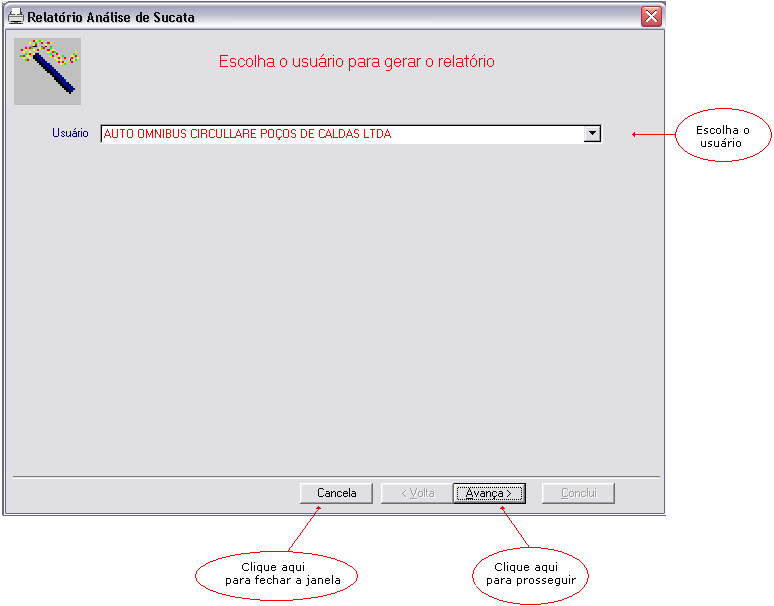 Relatório Análise de Sucata
Escolha o usuário para gerar o relatório
Usuário
AUTO OMNIBUS CIRCULLARE POÇOS DE CALDAS LTDA
Escolha o
usuário
Cancela
< Volta
Avança >
Conclui
Clique aqui
para fechar a janela
Clique aqui
para prosseguir